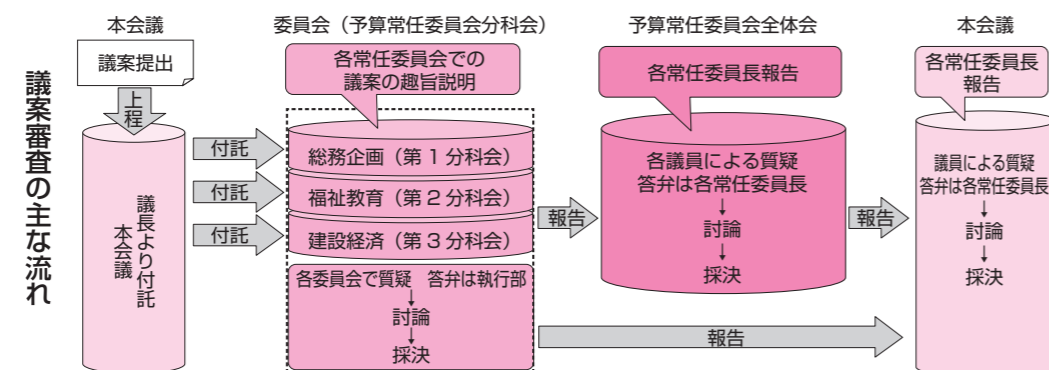 議案審査の主な流れ
本会議
議案提出
上程
議長より付託
本会議
付託
付託
付託
委員会（予算常任委員会分科会）
各常任委員会での
議案の趣旨説明
総務企画（第１分科会）
福祉教育（第２分科会）
建設経済（第３分科会）
各委員会で質疑　答弁は執行部
↓
討論
↓
採決
報告
報告
予算常任委員会全体会
各常任委員長報告
各議員による質疑
答弁は各常任委員長
↓
討論
↓
採決
報告
本会議
各常任委員長
報告
議員による質疑
答弁は各常任委員長
↓
討論
↓
採決